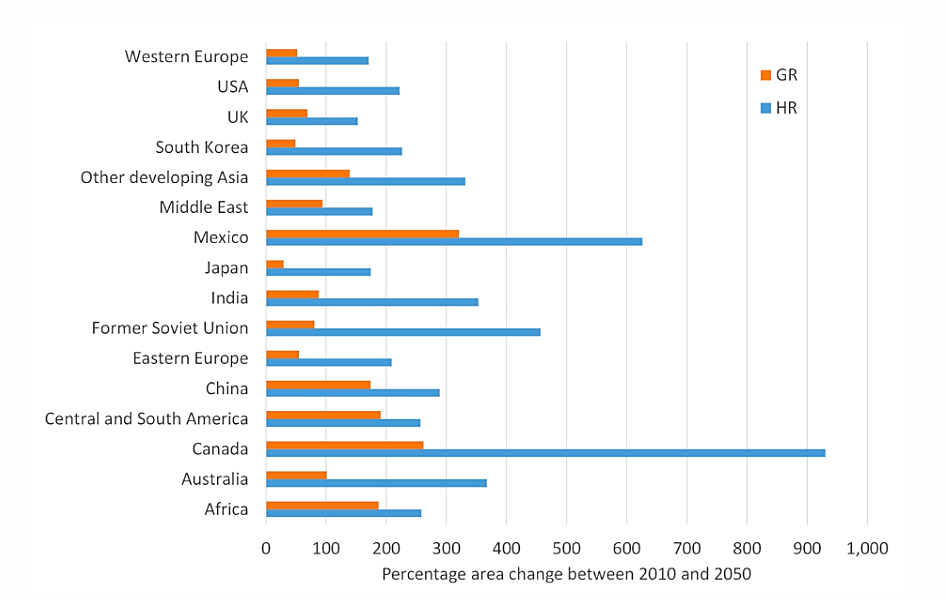 Western Europe
USA
UK
South Korea
Other developing Asia
Middle East
Mexico
Japan
India
Former Soviet Union
Eastern Europe
China
Central and South America
Canada
Australia
Africa
GR
HR
0 100 200 300 400 500 600 700 800 900 1,000
Percentage area change between 2010 and 2050